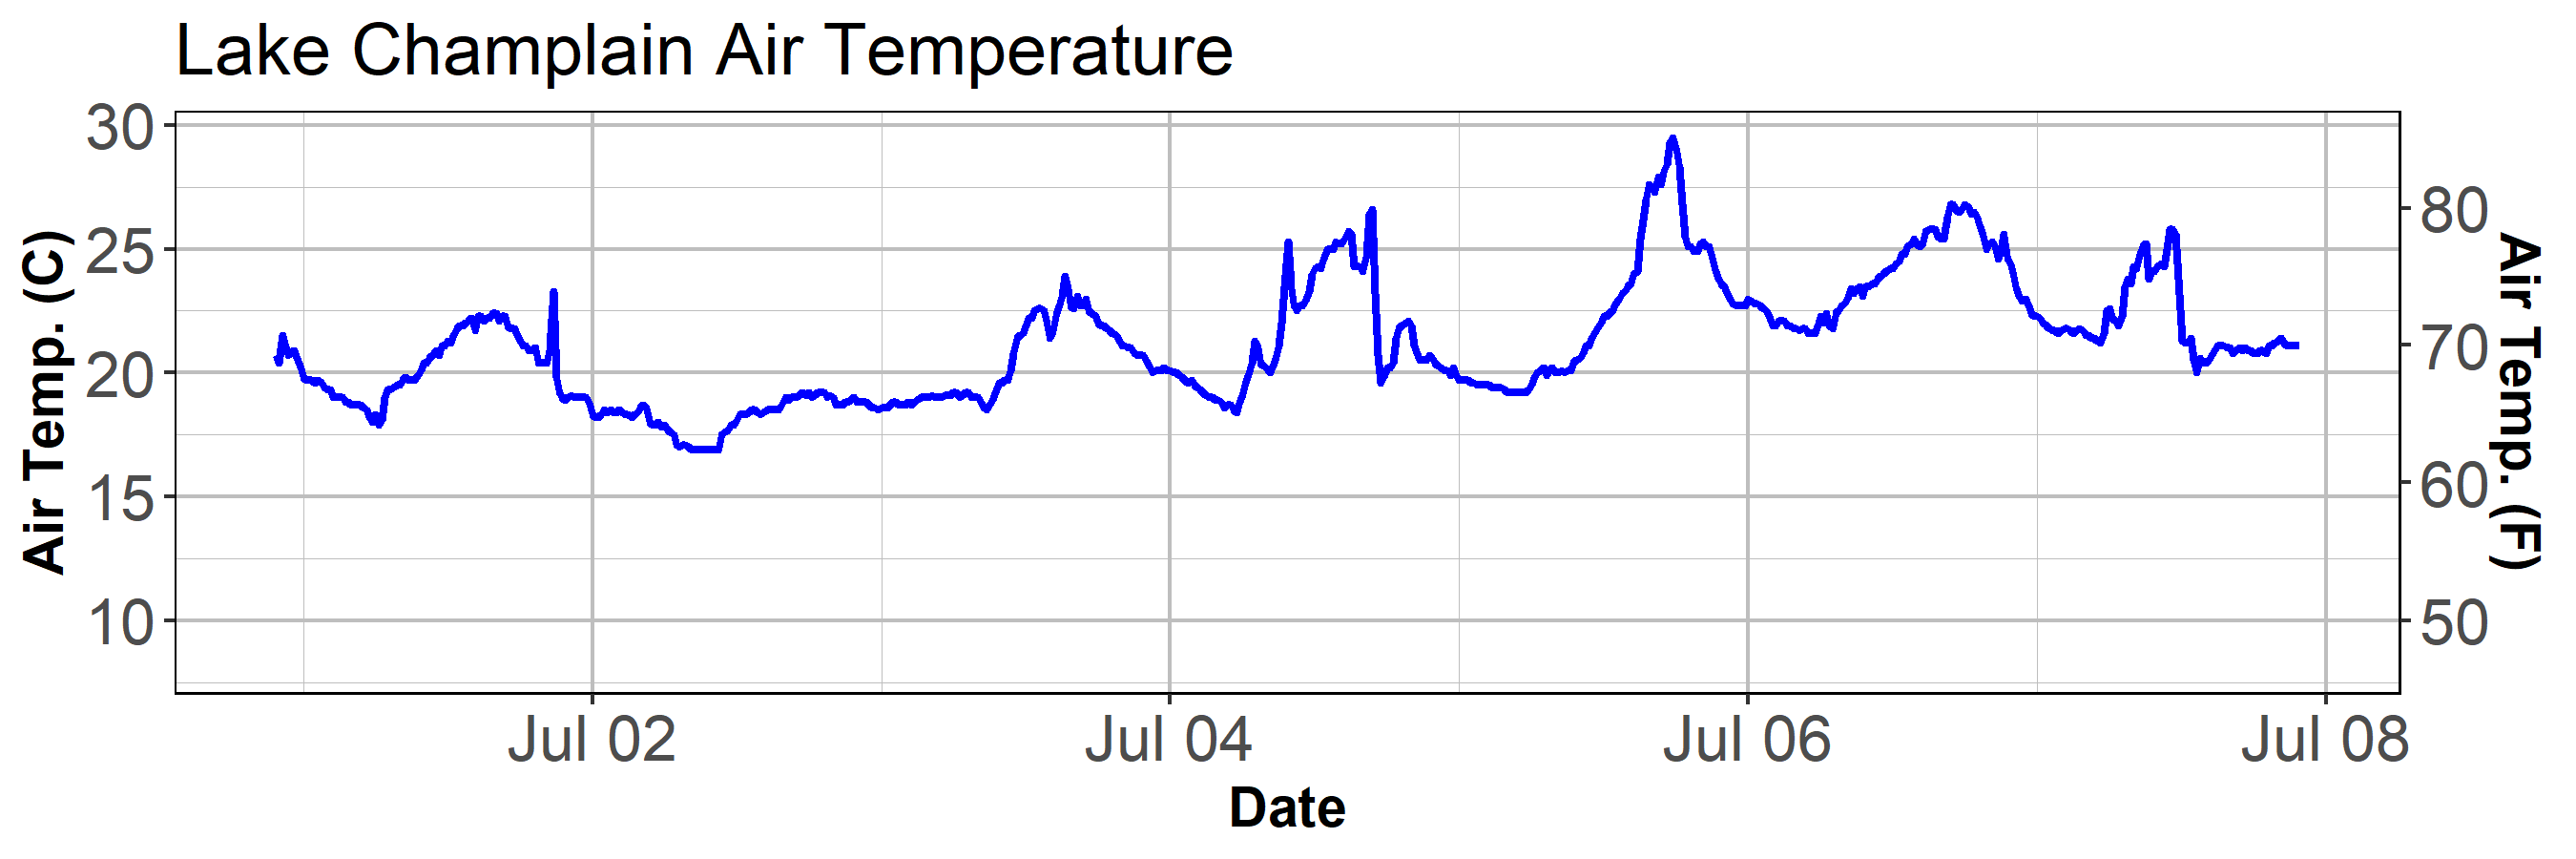 Lake Champlain Air Temperature
30
25
20
15
10
Air Temp. (C)
80
70
60
50
Air Temp. (F)
Jul 02
Jul 04
Jul 06
Jul 08
Date